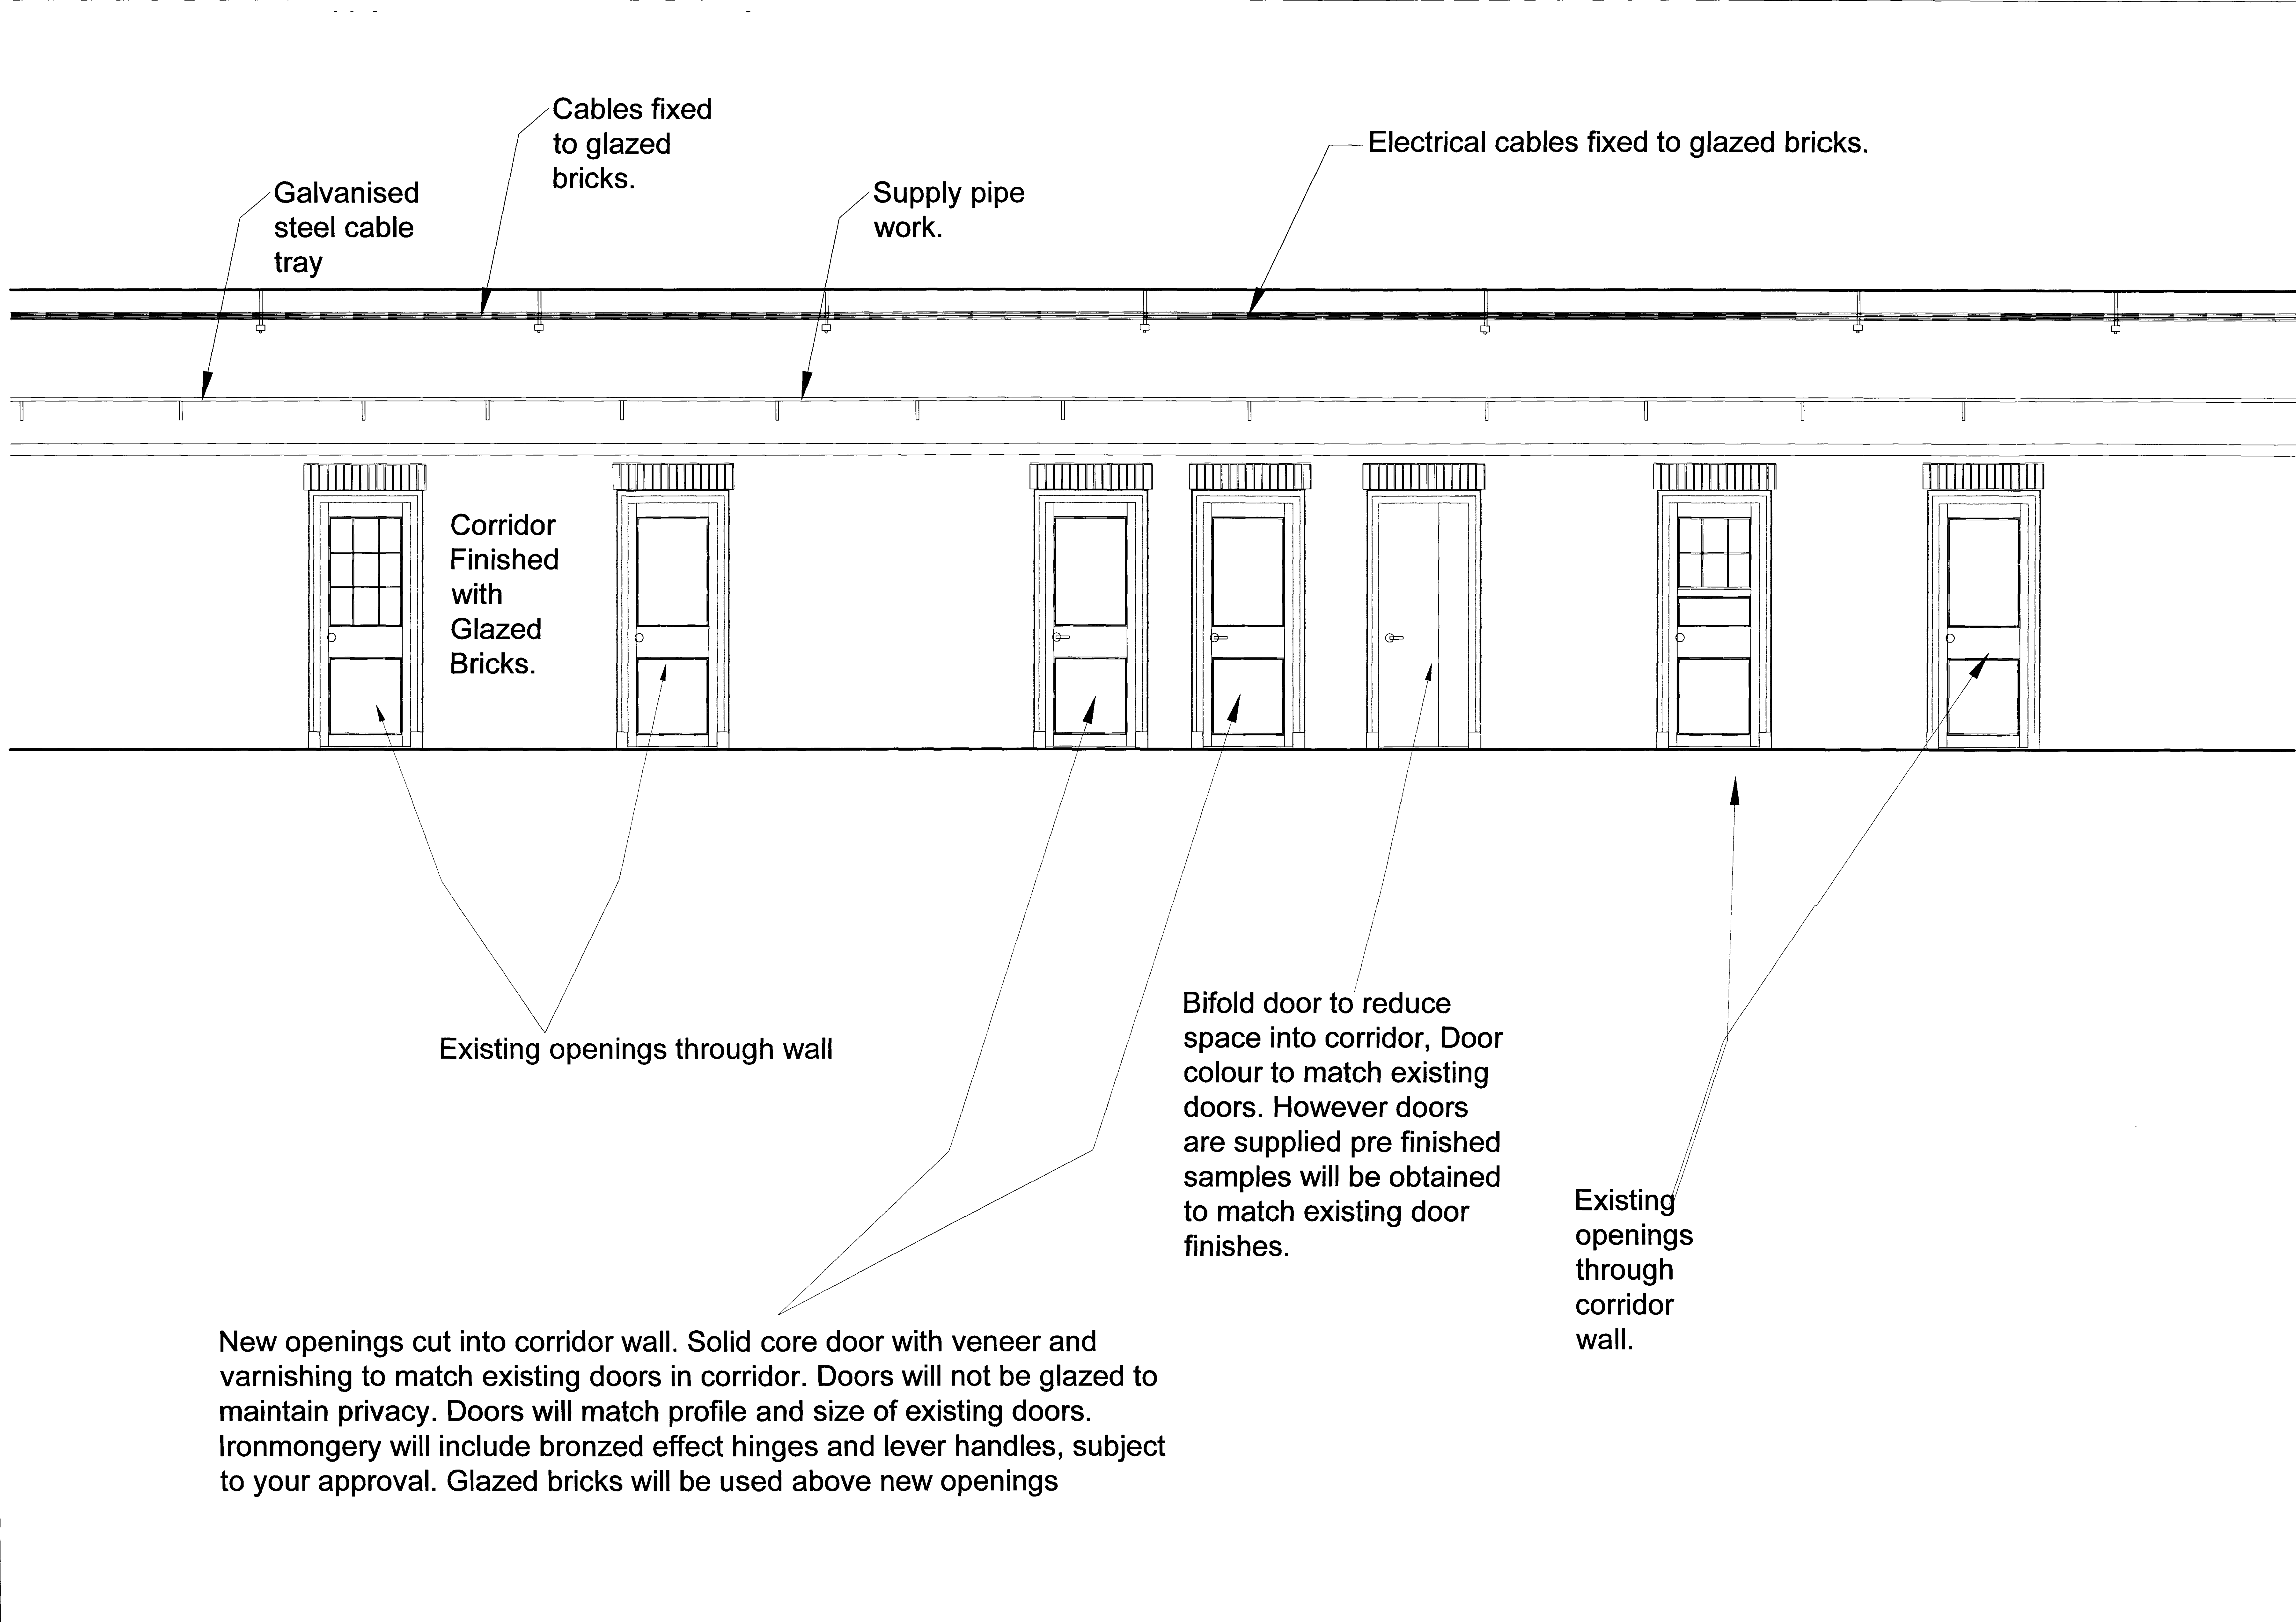 Cables fixed
to glazed
bricks.
Electrical cables fixed to glazed bricks.
Galvanised
steel cable
tray
Supply pipe
work.
Corridor
Finished
with
Glazed
Bricks.
Existing openings through wall
Bifold door to reduce
space into corridor, Door
colour to match existing
doors. However doors
are supplied pre finished
samples will be obtained
to match existing door
finishes.
Existing
openings
through
corridor
wall.
New openings cut into corridor wall. Solid core door with veneer and
varnishing to match existing doors in corridor. Doors will not be glazed to
maintain privacy. Doors will match profile and size of existing doors.
Ironmongery will include bronzed effect hinges and lever handles, subject
to your approval. Glazed bricks will be used above new openings